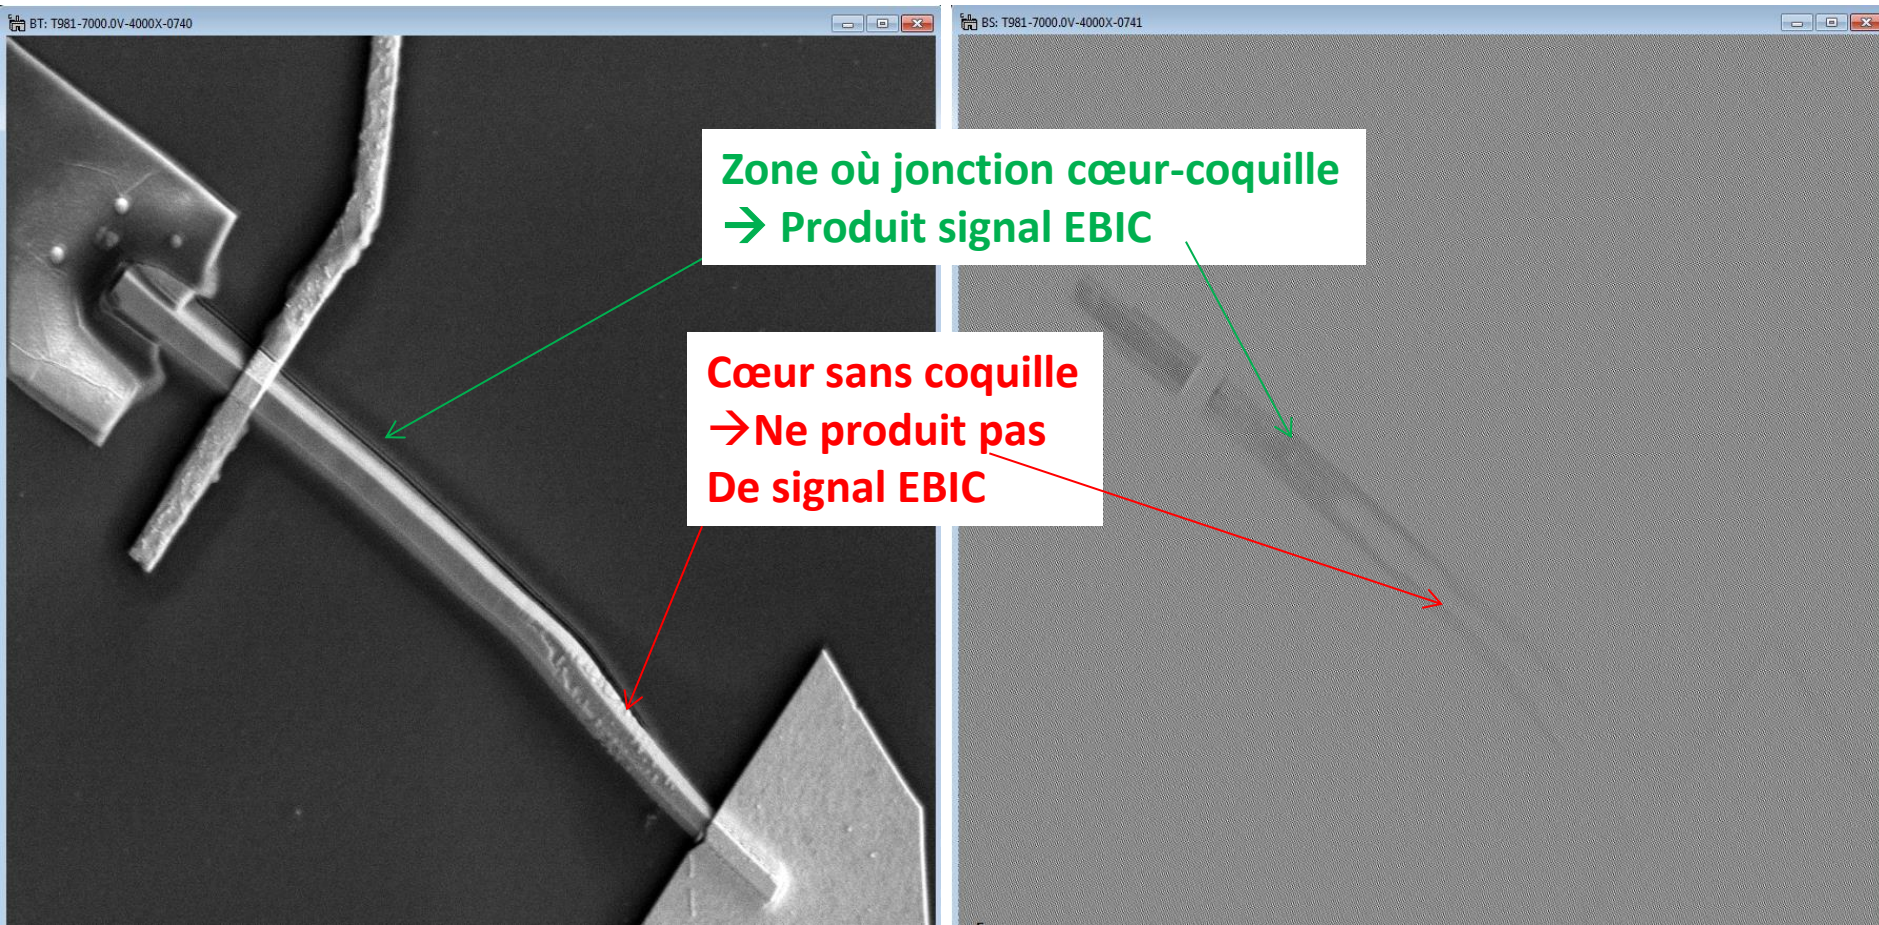 BT: T981-7000.0V-4000X-0740
BS: T981-7000.0V-4000X-0741
Zone où jonction cœur-coquille
→ Produit signal EBIC
Cœur sans coquille
→Ne produit pas
De signal EBIC